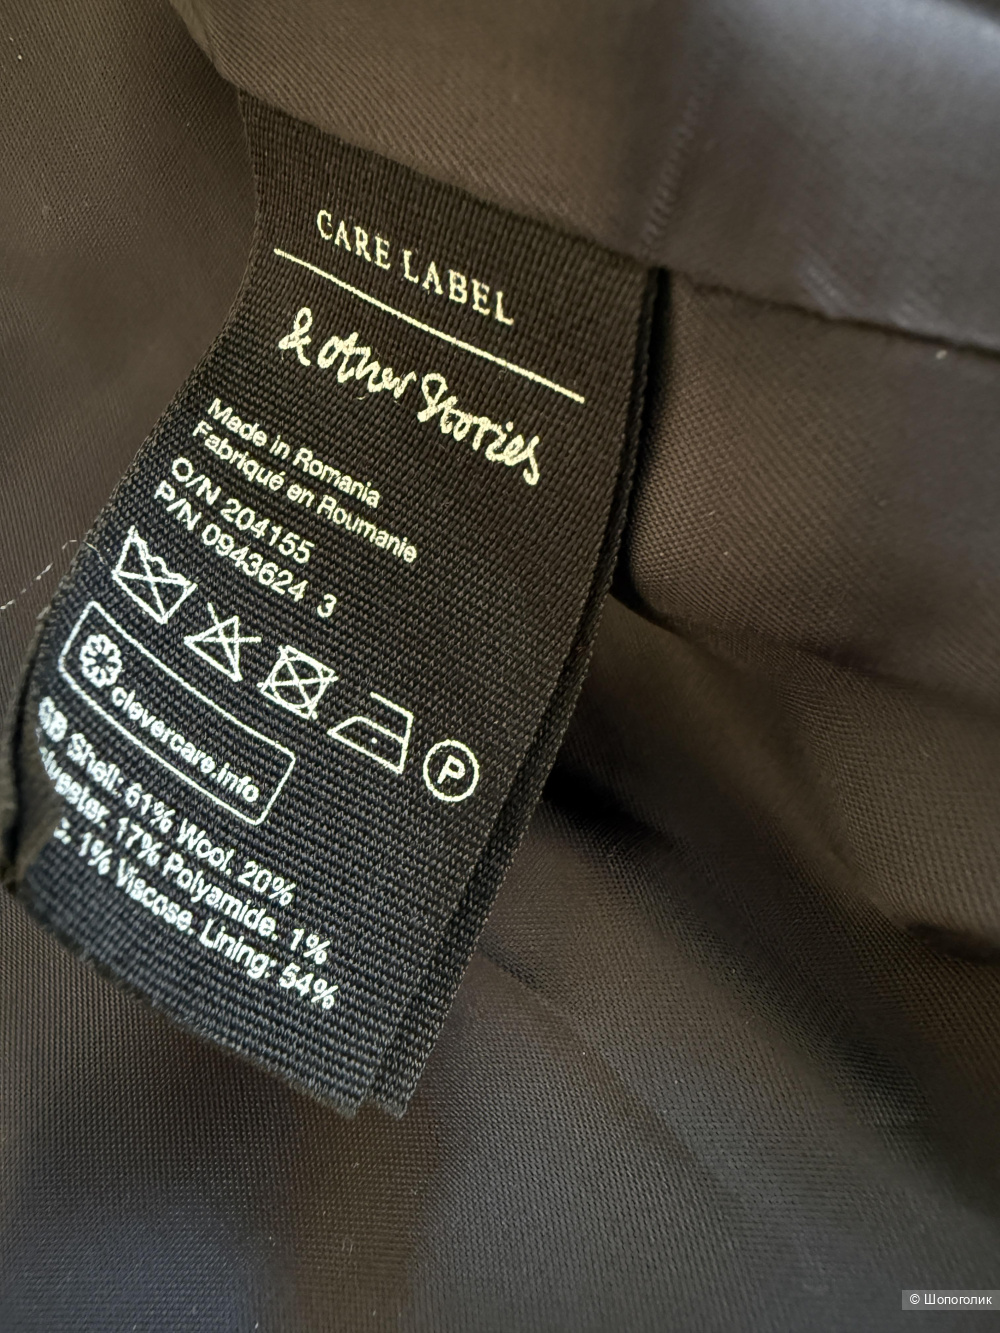 CARE LABEL
& other Stories
Made in Romania
Fabriqué en Roumanie
O/N 204155
P/N 0943624 3
P
clevercare.info
GB Shell: 61% Wool. 20%
17% Polyamide. 1%
1% Viscose. Lining: 54%
© Шопоголик